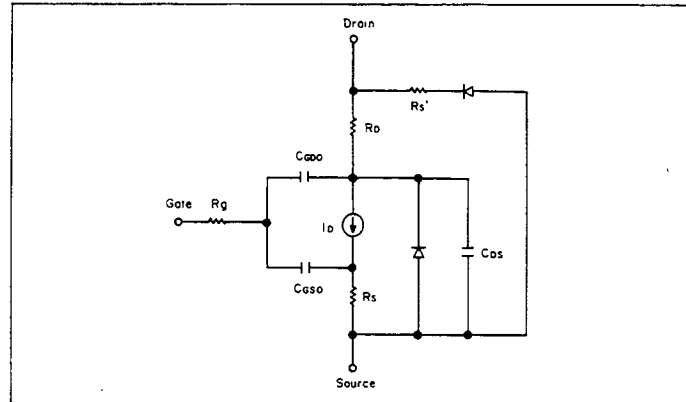 Drain
Rs'
RD
CGDO
Gate
Rg
ID
CDS
CGSO
Rs
Source